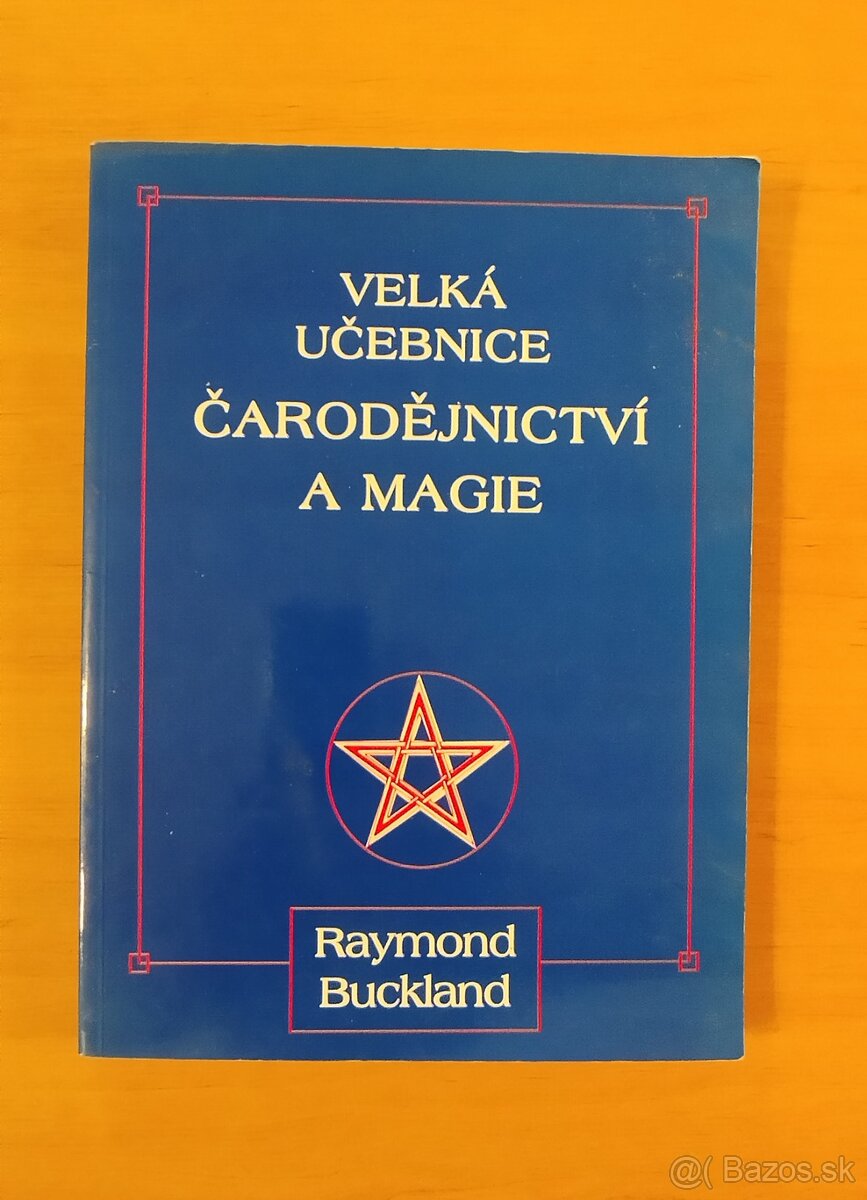 VELKÁ
UČEBNICE
ČARODĚJNICTVÍ
A MAGIE
Raymond
Buckland
@( Bazos.sk